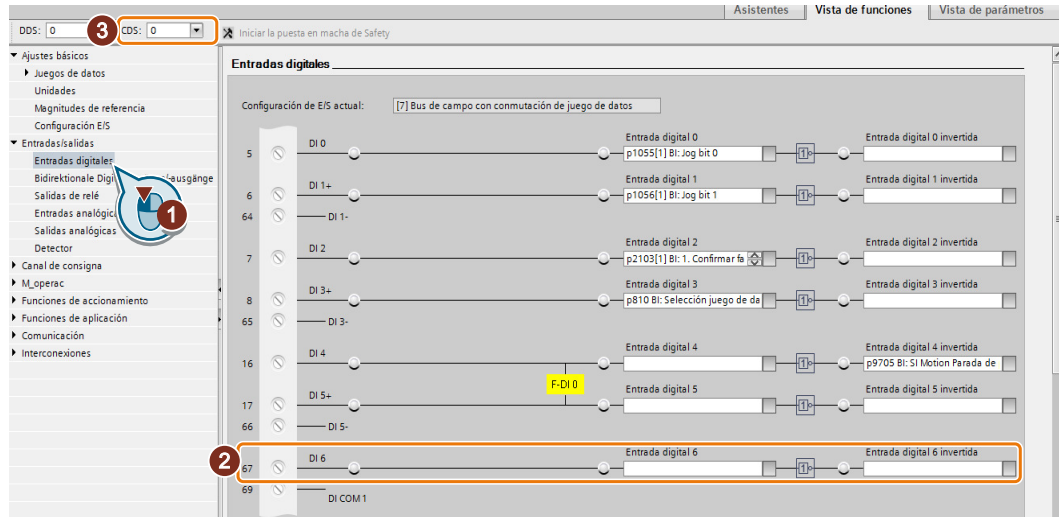 Asistentes Vista de funciones Vista de parámetros
DDS: 0 3 CDS: 0 Iniciar la puesta en macha de Safety
Ajustes básicos
Juegos de datos
Unidades
Magnitudes de referencia
Configuración E/S
Entradas/salidas
Entradas digitales
Bidirektionale Digi -ausgänge
Salidas de relé
Entradas analógic
Salidas analógicas
Detector
Canal de consigna
M_operac
Funciones de accionamiento
Funciones de aplicación
Comunicación
Interconexiones
1
Entradas digitales
Configuración de E/S actual: [7] Bus de campo con conmutación de juego de datos
DI 0 Entrada digital 0 Entrada digital 0 invertida
5 p1055[1] BI: Jog bit 0 1
DI 1+ Entrada digital 1 Entrada digital 1 invertida
6 p1056[1] BI: Jog bit 1 1
64 DI 1-
DI 2 Entrada digital 2 Entrada digital 2 invertida
7 p2103[1] BI: 1. Confirmar fa 1
DI 3+ Entrada digital 3 Entrada digital 3 invertida
8 p810 BI: Selección juego de da 1
65 DI 3-
DI 4 Entrada digital 4 Entrada digital 4 invertida
16 1 p9705 BI: SI Motion Parada de
F-DI 0
DI 5+ Entrada digital 5 Entrada digital 5 invertida
17 1
66 DI 5-
2
DI 6 Entrada digital 6 Entrada digital 6 invertida
67 1
69 DI COM 1